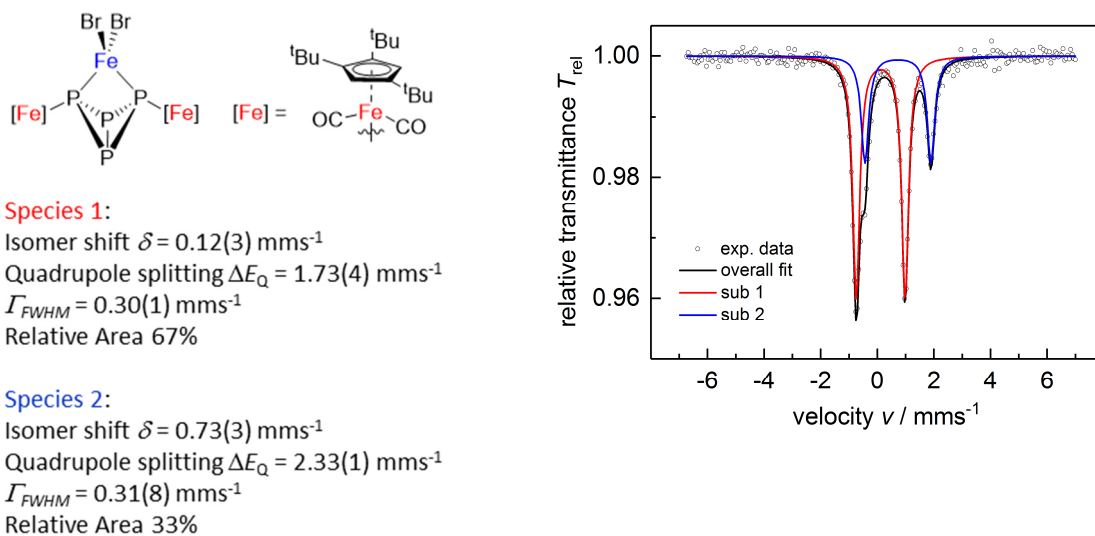 Br Br
Fe
[Fe] P P [Fe]
P
P
[Fe] =
tBu
tBu
tBu
Fe
OC CO
Species 1:
Isomer shift δ = 0.12(3) mms-1
Quadrupole splitting ΔEQ = 1.73(4) mms-1
ΓFWHM = 0.30(1) mms-1
Relative Area 67%
Species 2:
Isomer shift δ = 0.73(3) mms-1
Quadrupole splitting ΔEQ = 2.33(1) mms-1
ΓFWHM = 0.31(8) mms-1
Relative Area 33%
relative transmittance Trel
1.00
0.98
0.96
exp. data
overall fit
sub 1
sub 2
-6 -4 -2 0 2 4 6
velocity v / mms-1